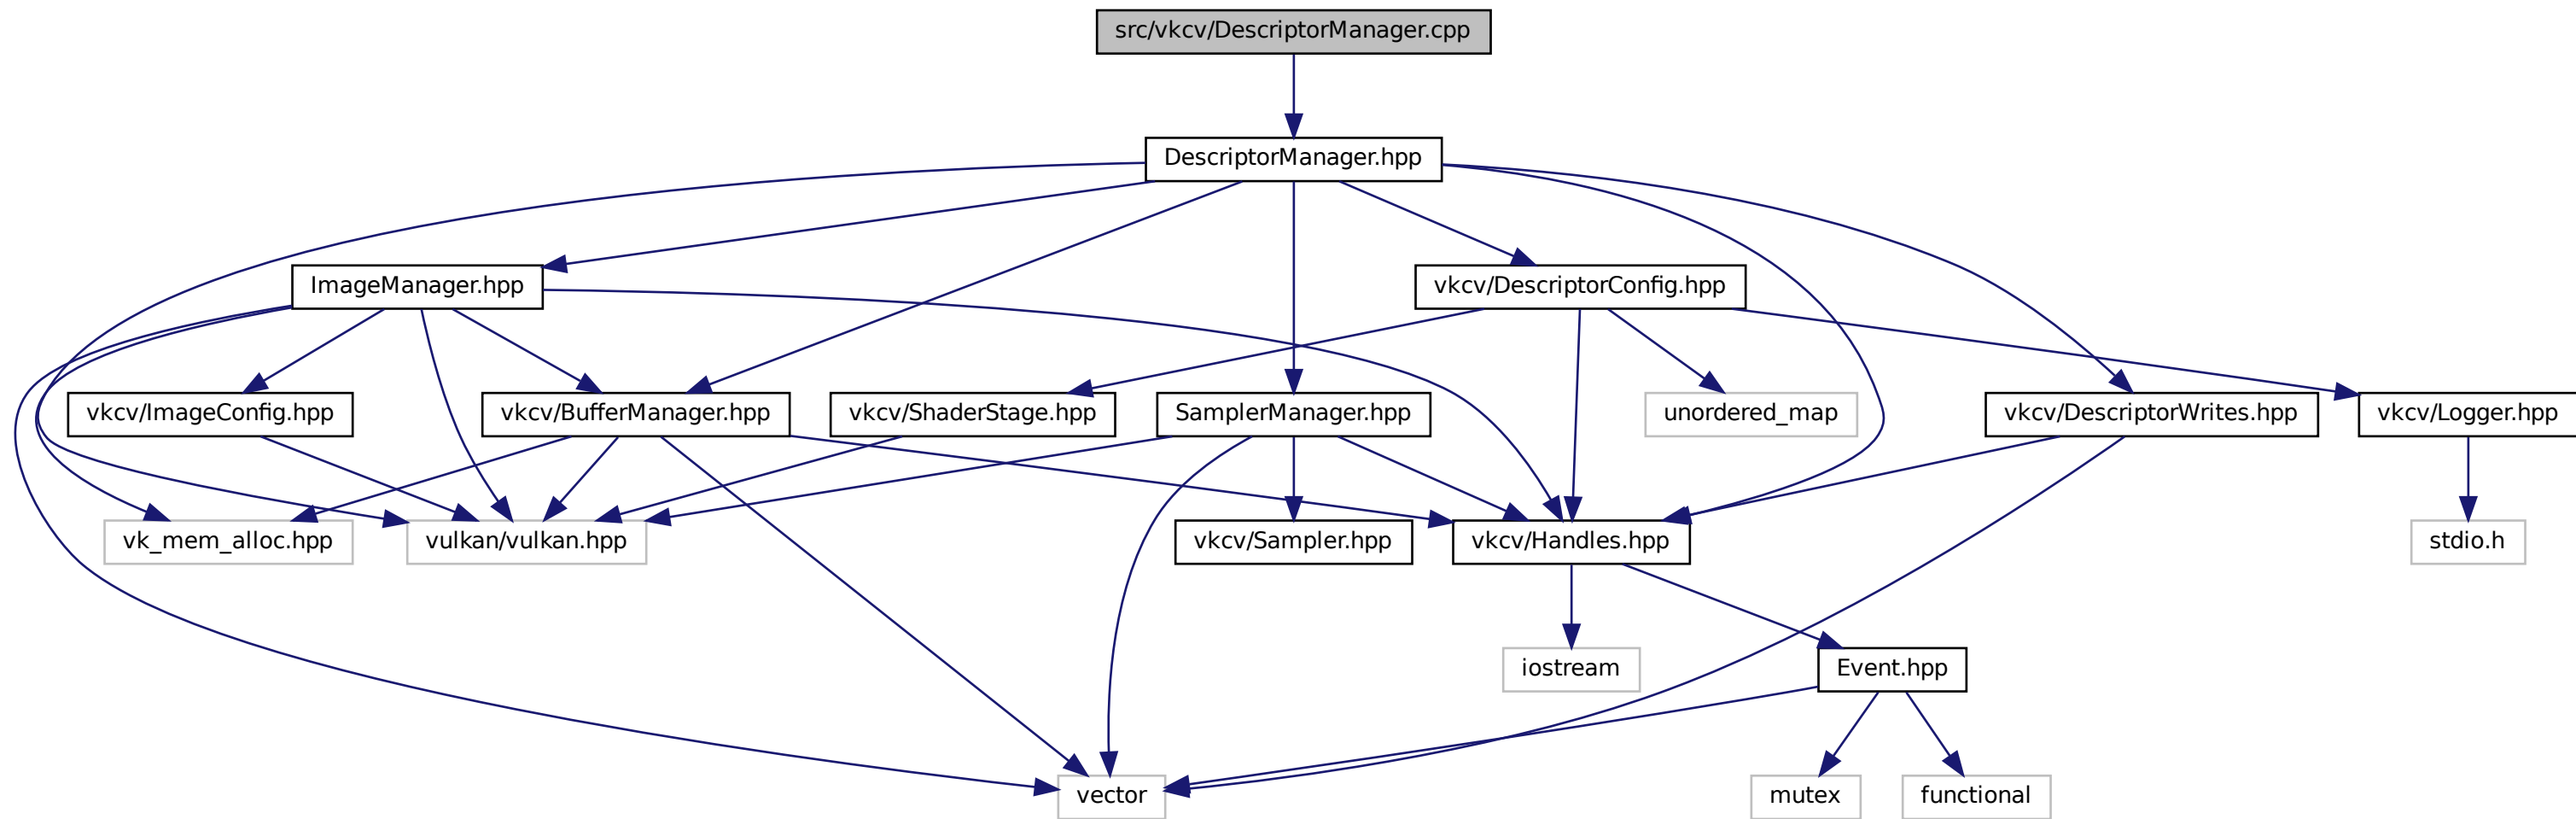 src/vkcv/DescriptorManager.cpp
DescriptorManager.hpp
ImageManager.hpp
vkcv/DescriptorConfig.hpp
vkcv/ImageConfig.hpp
vkcv/BufferManager.hpp
vkcv/ShaderStage.hpp
SamplerManager.hpp
unordered_map
vkcv/DescriptorWrites.hpp
vkcv/Logger.hpp
vk_mem_alloc.hpp
vulkan/vulkan.hpp
vkcv/Sampler.hpp
vkcv/Handles.hpp
stdio.h
iostream
Event.hpp
vector
mutex
functional